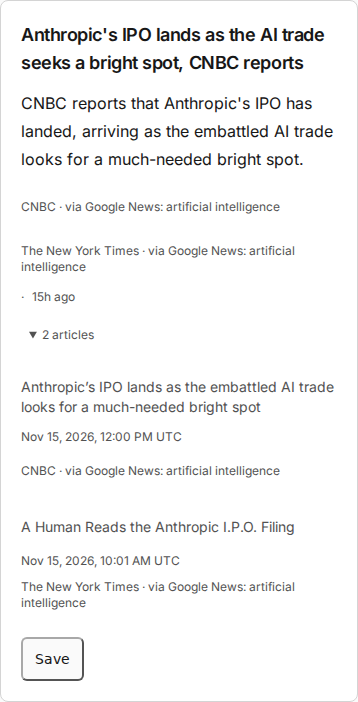 Anthropic's IPO lands as the AI trade
seeks a bright spot, CNBC reports
CNBC reports that Anthropic's IPO has
landed, arriving as the embattled AI trade
looks for a much-needed bright spot.
CNBC · via Google News: artificial intelligence
The New York Times · via Google News: artificial
intelligence
· 15h ago
▼ 2 articles
Anthropic’s IPO lands as the embattled AI trade
looks for a much-needed bright spot
Nov 15, 2026, 12:00 PM UTC
CNBC · via Google News: artificial intelligence
A Human Reads the Anthropic I.P.O. Filing
Nov 15, 2026, 10:01 AM UTC
The New York Times · via Google News: artificial
intelligence
Save